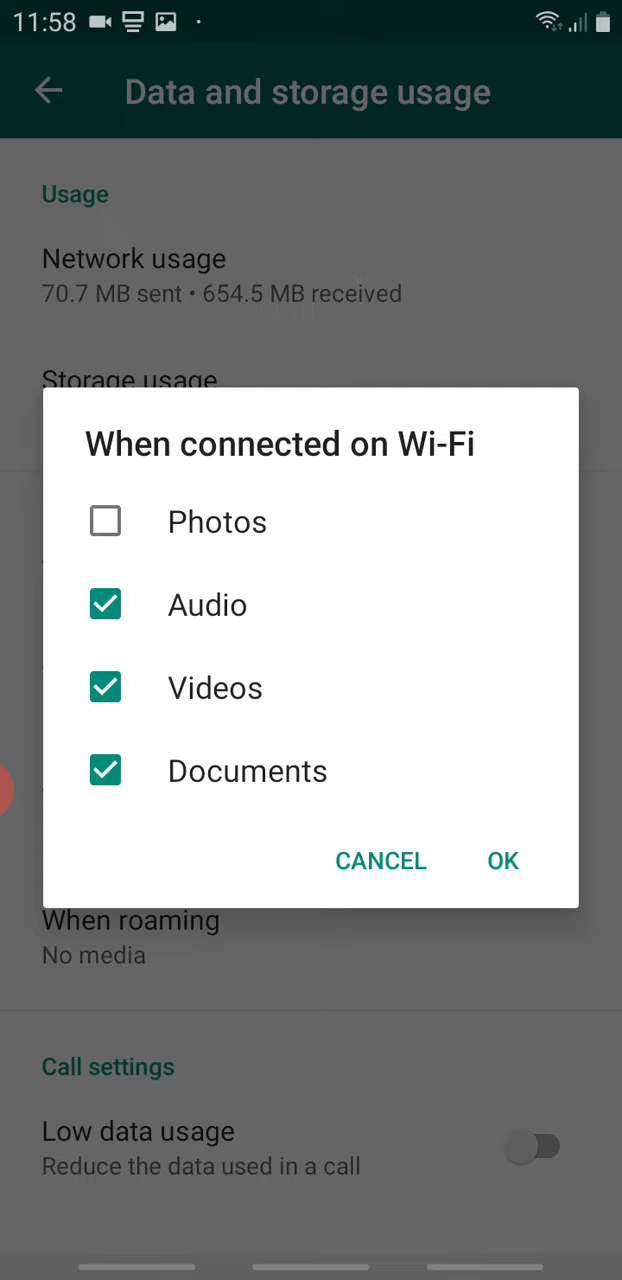 11:58
Data and storage usage
Usage
Network usage
70.7 MB sent • 654.5 MB received
Storage usage
When connected on Wi-Fi
Photos
Audio
Videos
Documents
CANCEL OK
When roaming
No media
Call settings
Low data usage
Reduce the data used in a call